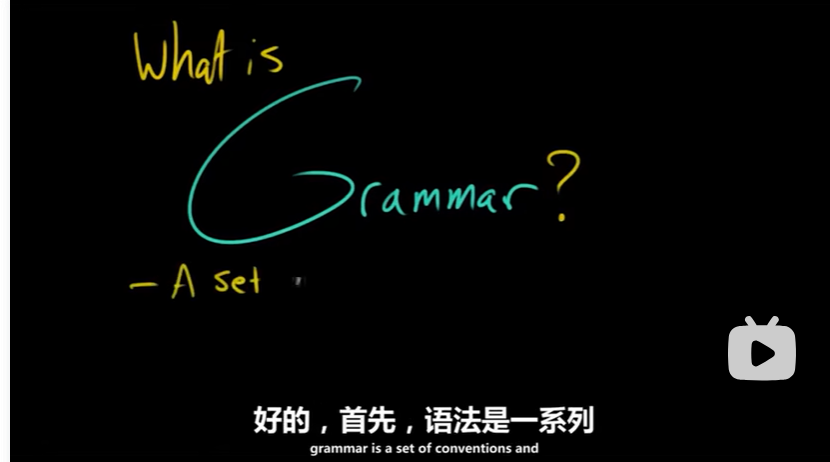 What is
Grammar?
- A set
好的，首先，语法是一系列
grammar is a set of conventions and